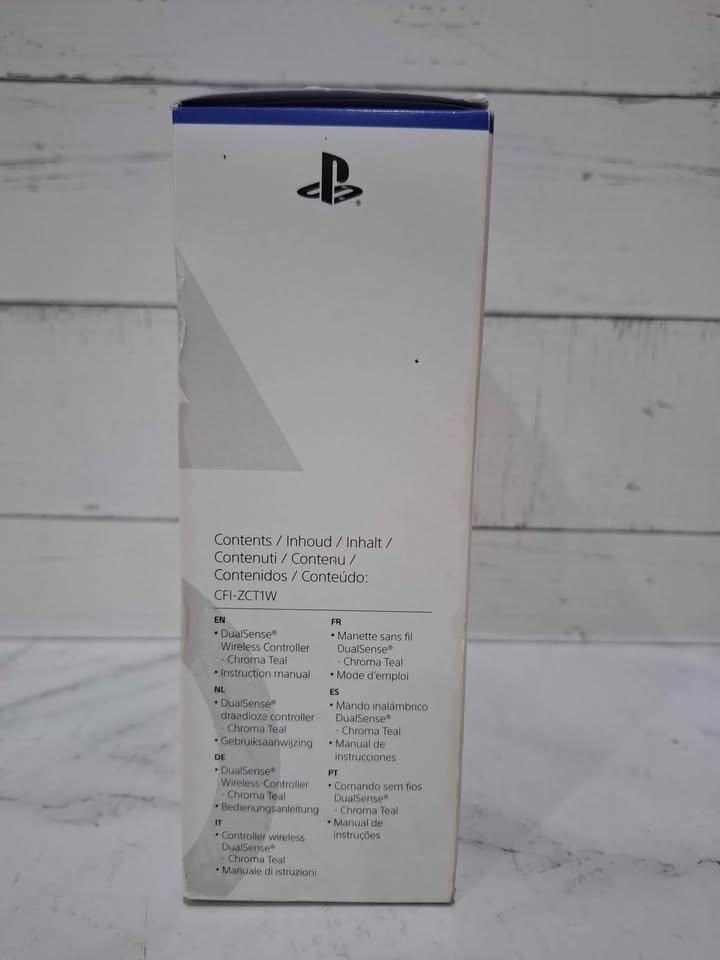 Contents / Inhoud / Inhalt /
Contenuti / Contenu /
Contenidos / Conteúdo:
CFI-ZCT1W
EN
• DualSense®
Wireless Controller
- Chroma Teal
• Instruction manual
NL
• DualSense®
draadloze controller
- Chroma Teal
• Gebruiksaanwijzing
DE
• DualSense®
Wireless-Controller
- Chroma Teal
• Bedienungsanleitung
IT
• Controller wireless
DualSense®
- Chroma Teal
• Manuale di istruzioni
FR
• Manette sans fil
DualSense®
- Chroma Teal
• Mode d'emploi
ES
• Mando inalámbrico
DualSense®
- Chroma Teal
• Manual de
instrucciones
PT
• Comando sem fios
DualSense®
- Chroma Teal
• Manual de
instruções